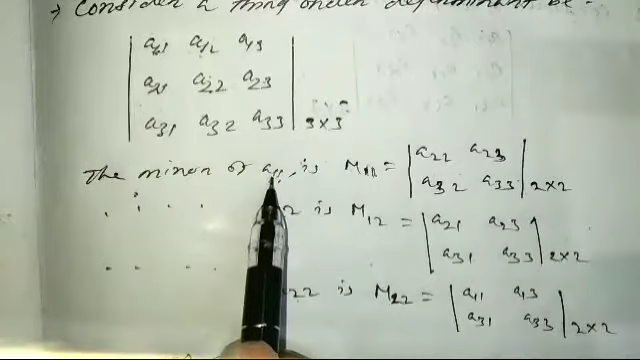 → Consider a third order determinant be -
| a11 a12 a13 |
| a21 a22 a23 |
| a31 a32 a33 | 3×3
The minor of a11, is M11 = | a22 a23 |
| a32 a33 | 2×2
. . . . 2 is M12 = | a21 a23 |
| a31 a33 | 2×2
. . . 22 is M22 = | a11 a13 |
| a31 a33 | 2×2